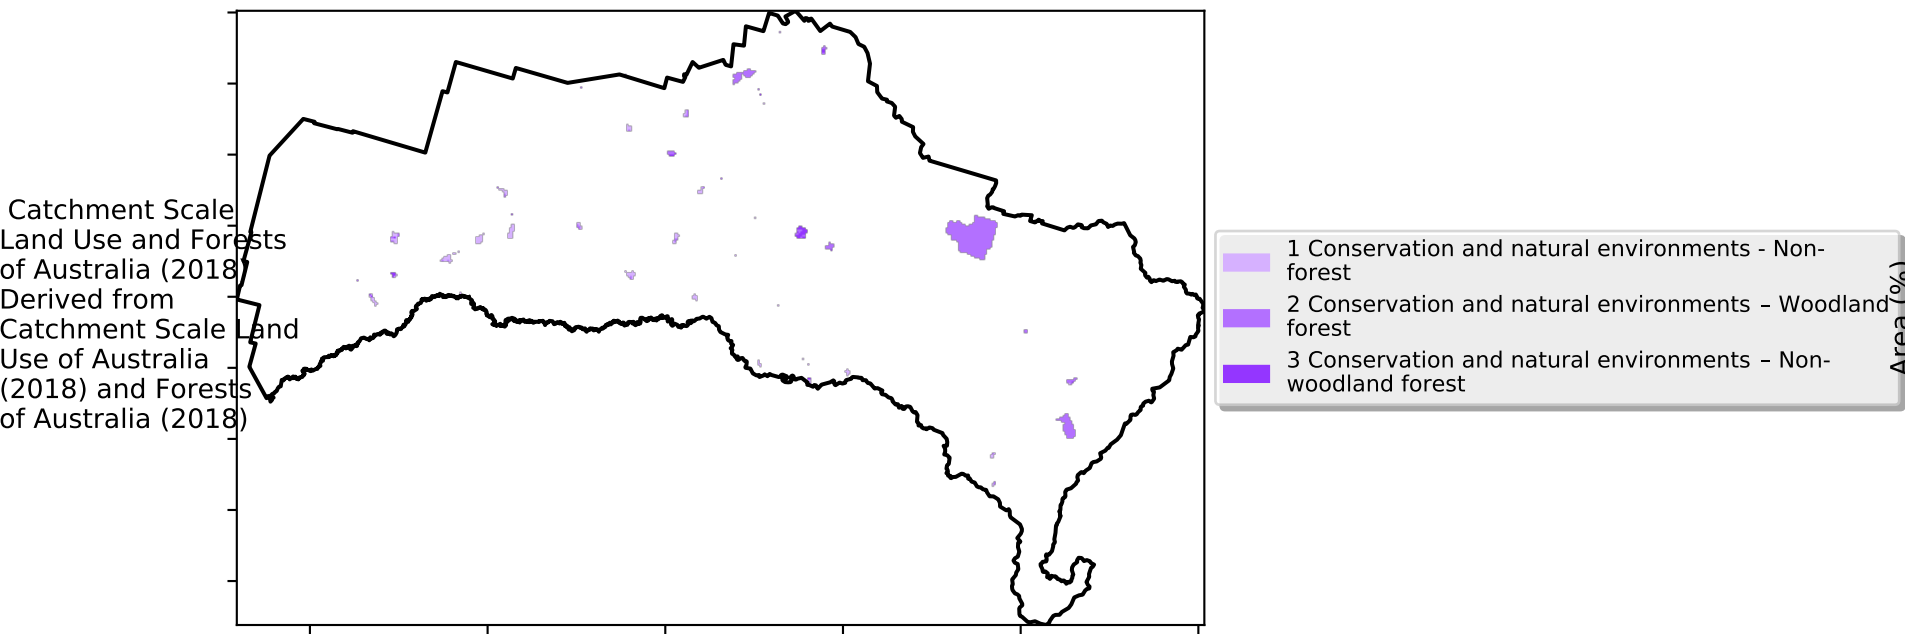 Catchment Scale
Land Use and Forests
of Australia (2018)
Derived from
Catchment Scale Land
Use of Australia
(2018) and Forests
of Australia (2018)
1 Conservation and natural environments - Non-
forest
2 Conservation and natural environments – Woodland
forest
3 Conservation and natural environments – Non-
woodland forest
Area (%)